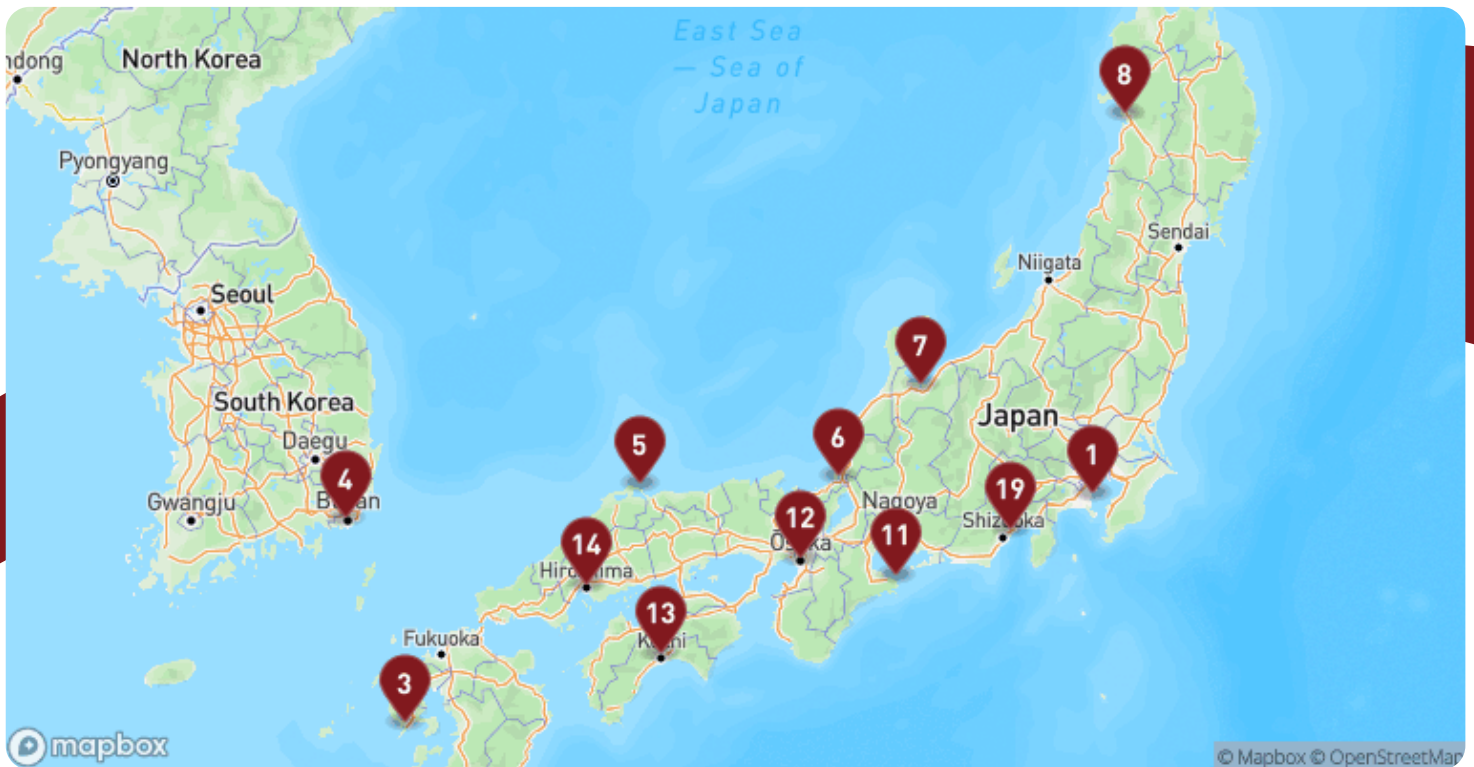 East Sea
— Sea of
Japan
ndong
North Korea
8
Pyongyang
Sendai
Niigata
Seoul
7
South Korea
Japan
Daegu
5
6
1
4
Gwangju
19
Nagoya
12
11
14
13
Fukuoka
3
mapbox
© Mapbox © OpenStreetMap